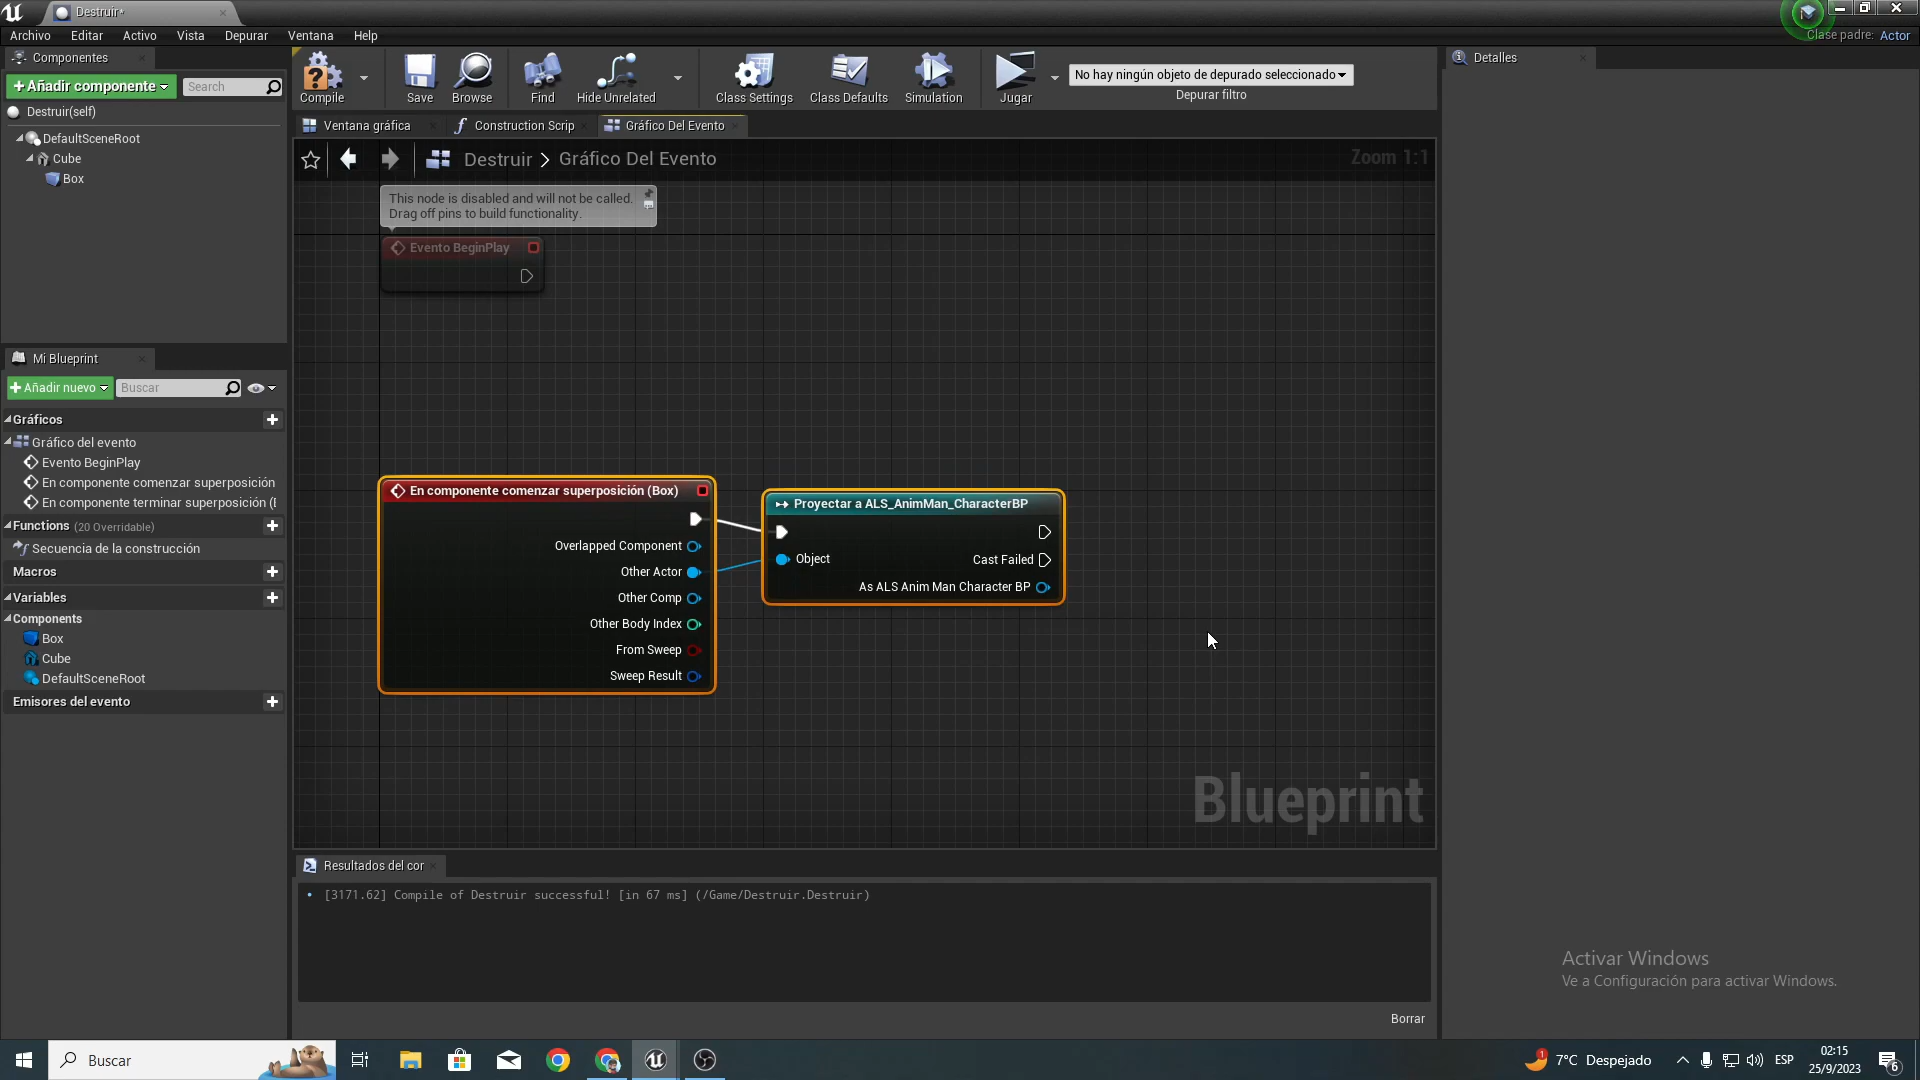 Destruir*
Archivo Editar Activo Vista Depurar Ventana Help
Clase padre: Actor
Componentes
+Añadir componente
Search
Destruir(self)
DefaultSceneRoot
Cube
Box
Compile
Save
Browse
Find
Hide Unrelated
Class Settings
Class Defaults
Simulation
Jugar
No hay ningún objeto de depurado seleccionado
Depurar filtro
Detalles
Ventana gráfica
Construction Scrip
Gráfico Del Evento
Destruir > Gráfico Del Evento
Zoom 1:1
This node is disabled and will not be called.
Drag off pins to build functionality.
Evento BeginPlay
Mi Blueprint
+Añadir nuevo
Buscar
Gráficos
Gráfico del evento
Evento BeginPlay
En componente comenzar superposición
En componente terminar superposición (E
Functions (20 Overridable)
Secuencia de la construcción
Macros
Variables
Components
Box
Cube
DefaultSceneRoot
Emisores del evento
En componente comenzar superposición (Box)
Overlapped Component
Other Actor
Other Comp
Other Body Index
From Sweep
Sweep Result
Proyectar a ALS_AnimMan_CharacterBP
Object
Cast Failed
As ALS Anim Man Character BP
Blueprint
Resultados del cor
[3171.62] Compile of Destruir successful! [in 67 ms] (/Game/Destruir.Destruir)
Borrar
Activar Windows
Ve a Configuración para activar Windows.
Buscar
1
7°C Despejado
ESP
02:15
25/9/2023
6